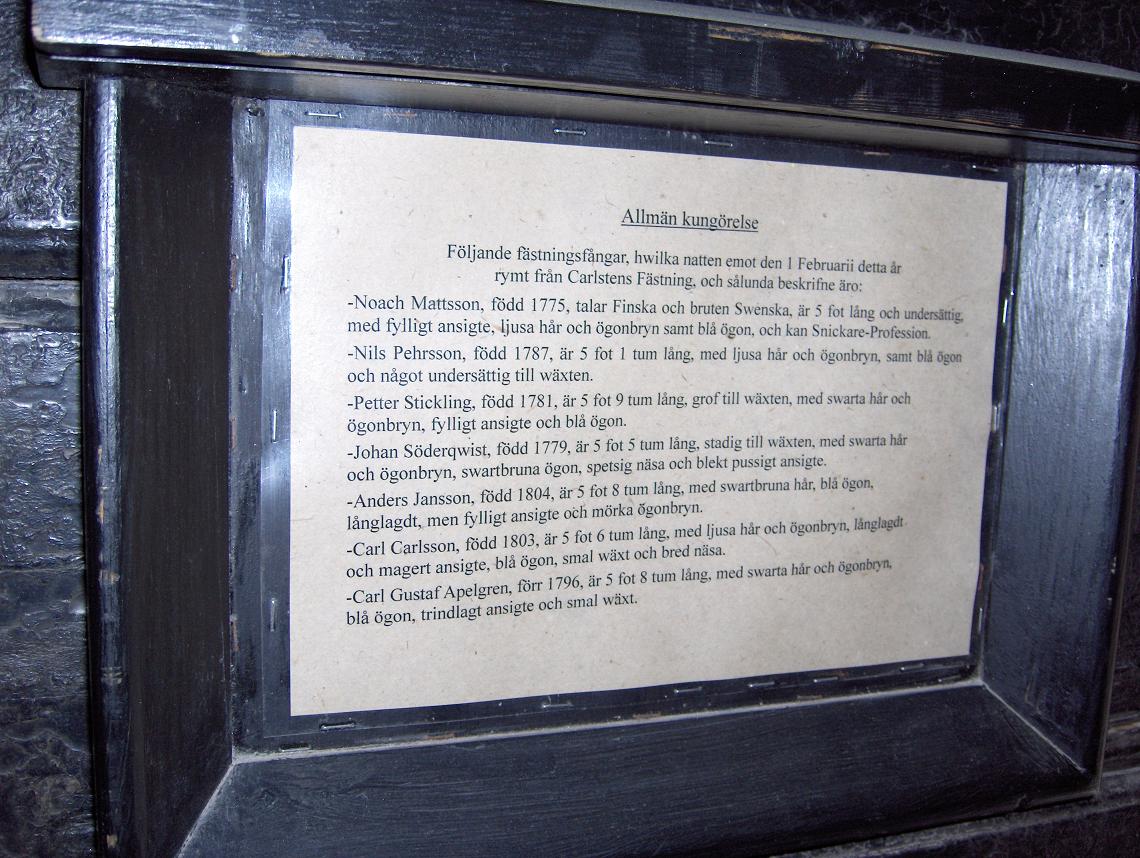 Allmän kungörelse
Följande fästningsfångar, hwilka natten emot den 1 Februarii detta år
rymt från Carlstens Fästning, och sålunda beskrifne äro:
-Noach Mattsson, född 1775, talar Finska och bruten Swenska, är 5 fot lång och undersättig,
med fylligt ansigte, ljusa hår och ögonbryn samt blå ögon, och kan Snickare-Profession.
-Nils Pehrsson, född 1787, är 5 fot 1 tum lång, med ljusa hår och ögonbryn, samt blå ögon
och något undersättig till wäxten.
-Petter Stickling, född 1781, är 5 fot 9 tum lång, grof till wäxten, med swarta hår och
ögonbryn, fylligt ansigte och blå ögon.
-Johan Söderqwist, född 1779, är 5 fot 5 tum lång, stadig till wäxten, med swarta hår
och ögonbryn, swartbruna ögon, spetsig näsa och blekt pussigt ansigte.
-Anders Jansson, född 1804, är 5 fot 8 tum lång, med swartbruna hår, blå ögon,
långlagdt, men fylligt ansigte och mörka ögonbryn.
-Carl Carlsson, född 1803, är 5 fot 6 tum lång, med ljusa hår och ögonbryn, långlagdt
och magert ansigte, blå ögon, smal wäxt och bred näsa.
-Carl Gustaf Apelgren, förr 1796, är 5 fot 8 tum lång, med swarta hår och ögonbryn,
blå ögon, trindlagt ansigte och smal wäxt.